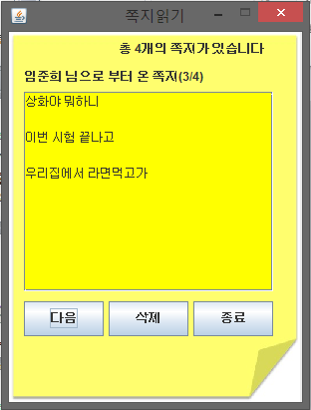 쪽지읽기
총 4개의 쪽지가 있습니다
임준희 님으로 부터 온 쪽지(3/4)
상화야 뭐하니
이번 시험 끝나고
우리집에서 라면먹고가
다음 삭제 종료